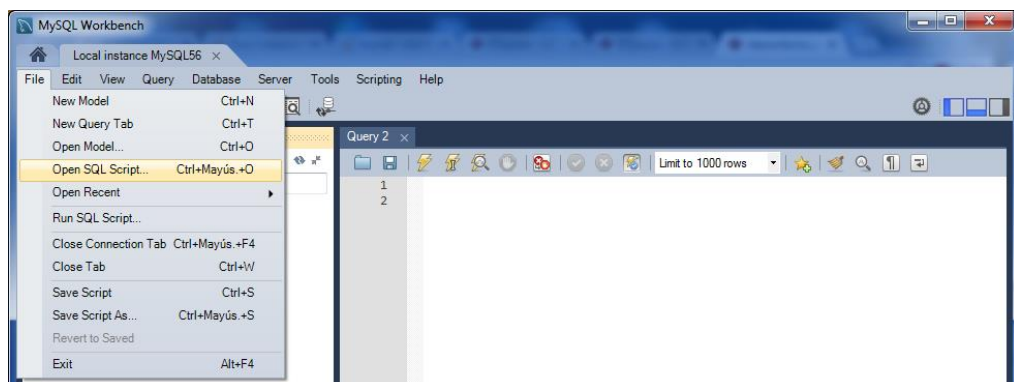 MySQL Workbench
Local instance MySQL56
File Edit View Query Database Server Tools Scripting Help
New Model Ctrl+N
New Query Tab Ctrl+T
Open Model... Ctrl+O
Open SQL Script... Ctrl+Mayús.+O
Open Recent
Run SQL Script...
Close Connection Tab Ctrl+Mayús.+F4
Close Tab Ctrl+W
Save Script Ctrl+S
Save Script As... Ctrl+Mayús.+S
Revert to Saved
Exit Alt+F4
Query 2
Limit to 1000 rows
1
2